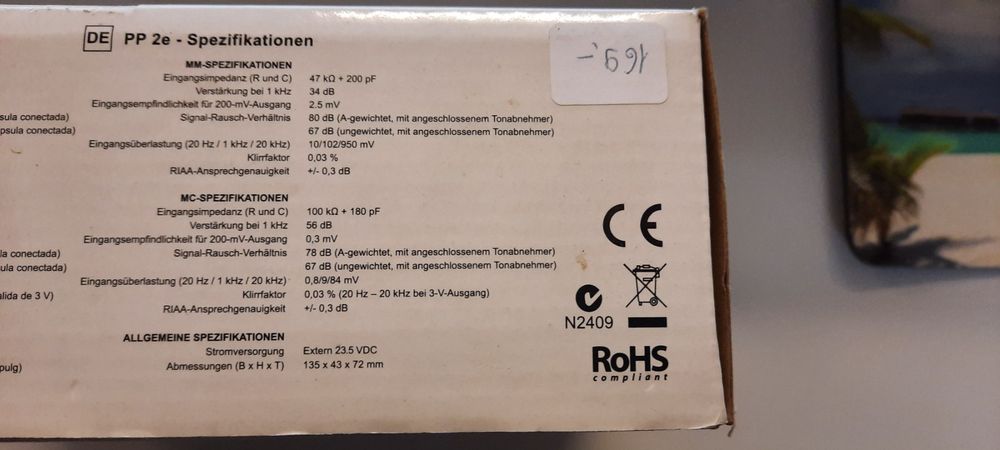 DE PP 2e - Spezifikationen
169,-
MM-SPEZIFIKATIONEN
Eingangsimpedanz (R und C) 47 kΩ + 200 pF
Verstärkung bei 1 kHz 34 dB
Eingangsempfindlichkeit für 200-mV-Ausgang 2.5 mV
sula conectada) Signal-Rausch-Verhältnis 80 dB (A-gewichtet, mit angeschlossenem Tonabnehmer)
psula conectada) 67 dB (ungewichtet, mit angeschlossenem Tonabnehmer)
Eingangsüberlastung (20 Hz / 1 kHz / 20 kHz) 10/102/950 mV
Klirrfaktor 0,03 %
RIAA-Ansprechgenauigkeit +/- 0,3 dB
MC-SPEZIFIKATIONEN
Eingangsimpedanz (R und C) 100 kΩ + 180 pF
Verstärkung bei 1 kHz 56 dB
Eingangsempfindlichkeit für 200-mV-Ausgang 0,3 mV
la conectada) Signal-Rausch-Verhältnis 78 dB (A-gewichtet, mit angeschlossenem Tonabnehmer)
ula conectada) 67 dB (ungewichtet, mit angeschlossenem Tonabnehmer)
Eingangsüberlastung (20 Hz / 1 kHz / 20 kHz) 0,8/9/84 mV
alida de 3 V) Klirrfaktor 0,03 % (20 Hz – 20 kHz bei 3-V-Ausgang)
RIAA-Ansprechgenauigkeit +/- 0,3 dB
CE
N2409
ALLGEMEINE SPEZIFIKATIONEN
Stromversorgung Extern 23.5 VDC
pulg) Abmessungen (B x H x T) 135 x 43 x 72 mm
RoHS
compliant